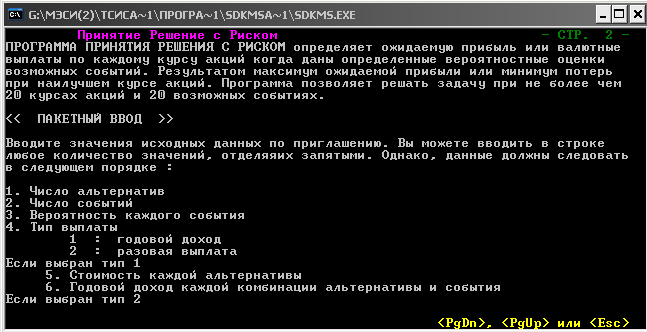 G:\МЭСИ(2)\ТСИСА~1\ПРОГРА~1\SDKMSA~1\SDKMS.EXE
Принятие Решение с Риском - СТР. 2 -
ПРОГРАММА ПРИНЯТИЯ РЕШЕНИЯ С РИСКОМ определяет ожидаемую прибыль или валютные
выплаты по каждому курсу акций когда даны определенные вероятностные оценки
возможных событий. Результатом максимум ожидаемой прибыли или минимум потерь
при наилучшем курсе акций. Программа позволяет решать задачу при не более чем
20 курсах акций и 20 возможных событиях.
<<  ПАКЕТНЫЙ ВВОД  >>
Вводите значения исходных данных по приглашению. Вы можете вводить в строке
любое количество значений, отделяяих запятыми. Однако, данные должны следовать
в следующем порядке :
1. Число альтернатив
2. Число событий
3. Вероятность каждого события
4. Тип выплаты
1  :  годовой доход
2  :  разовая выплата
Если выбран тип 1
5. Стоимость каждой альтернативы
6. Годовой доход каждой комбинации альтернативы и события
Если выбран тип 2
<PgDn>, <PgUp> или <Esc>